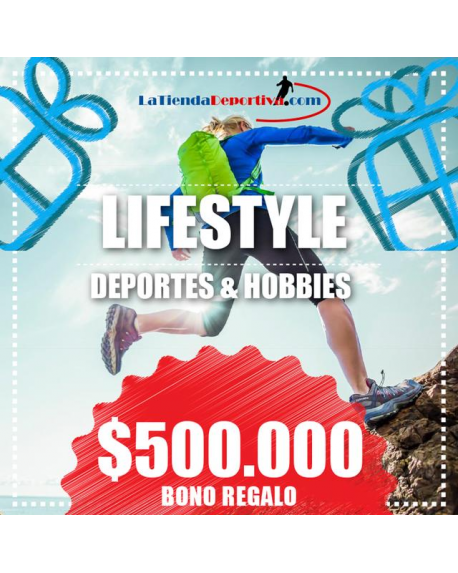 LaTiendaDeportiva.com
LIFESTYLE
DEPORTES & HOBBIES
$500.000
BONO REGALO